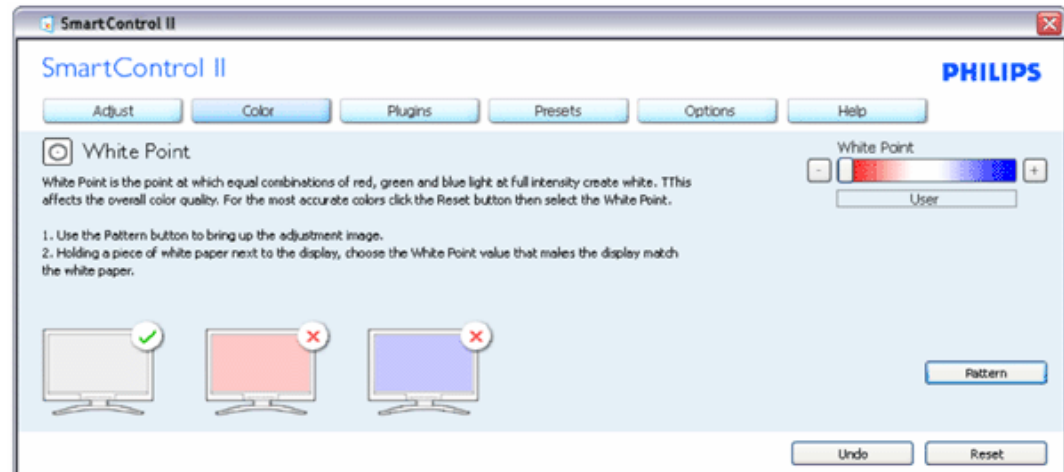 SmartControl II
SmartControl II
PHILIPS
Adjust Color Plugins Presets Options Help
White Point
White Point is the point at which equal combinations of red, green and blue light at full intensity create white. TThis
affects the overall color quality. For the most accurate colors click the Reset button then select the White Point.
1. Use the Pattern button to bring up the adjustment image.
2. Holding a piece of white paper next to the display, choose the White Point value that makes the display match
the white paper.
White Point
- +
User
Pattern
Undo Reset